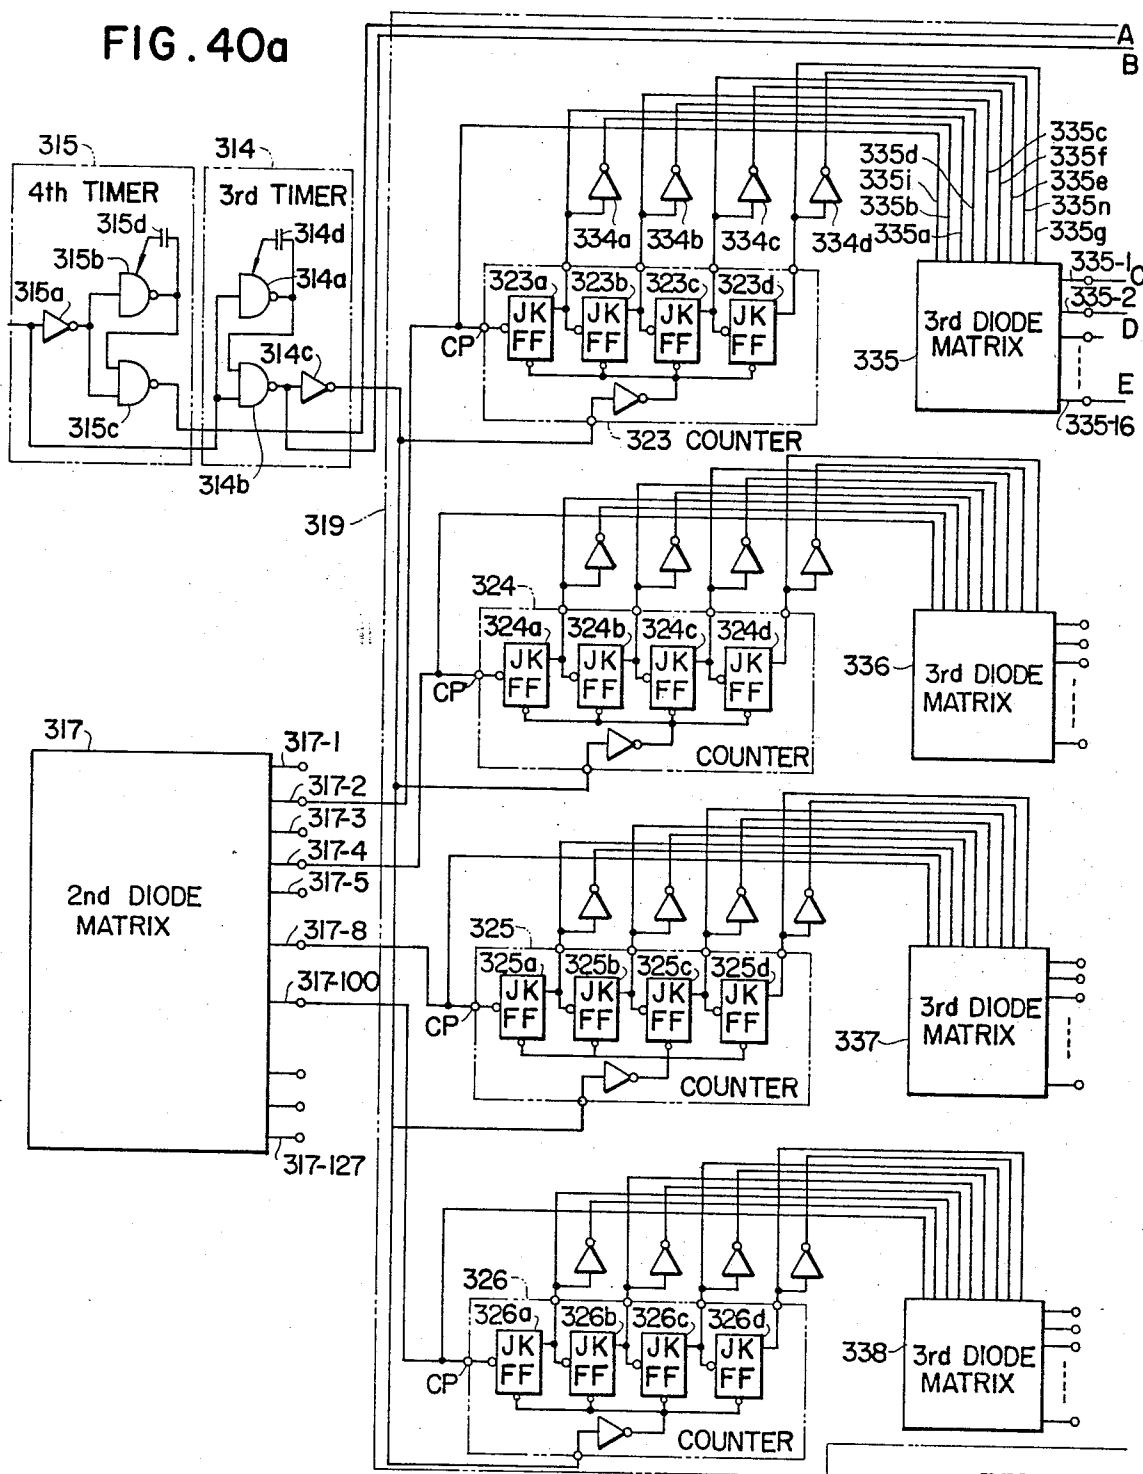 FIG. 40a
A
B
315
314
4th TIMER
3rd TIMER
315d
314d
315b
314a
315a
314c
315c
314b
319
334a
334b
334c
334d
335d
335i
335b
335a
335c
335f
335e
335n
335g
323a
323b
323c
323d
JK FF
JK FF
JK FF
JK FF
CP
323 COUNTER
335
3rd DIODE
MATRIX
335-1
C
335-2
D
E
335-16
324
324a
324b
324c
324d
JK FF
JK FF
JK FF
JK FF
CP
COUNTER
336
3rd DIODE
MATRIX
317
2nd DIODE
MATRIX
317-1
317-2
317-3
317-4
317-5
317-8
317-100
317-127
325
325a
325b
325c
325d
JK FF
JK FF
JK FF
JK FF
CP
COUNTER
337
3rd DIODE
MATRIX
326
326a
326b
326c
326d
JK FF
JK FF
JK FF
JK FF
CP
COUNTER
338
3rd DIODE
MATRIX